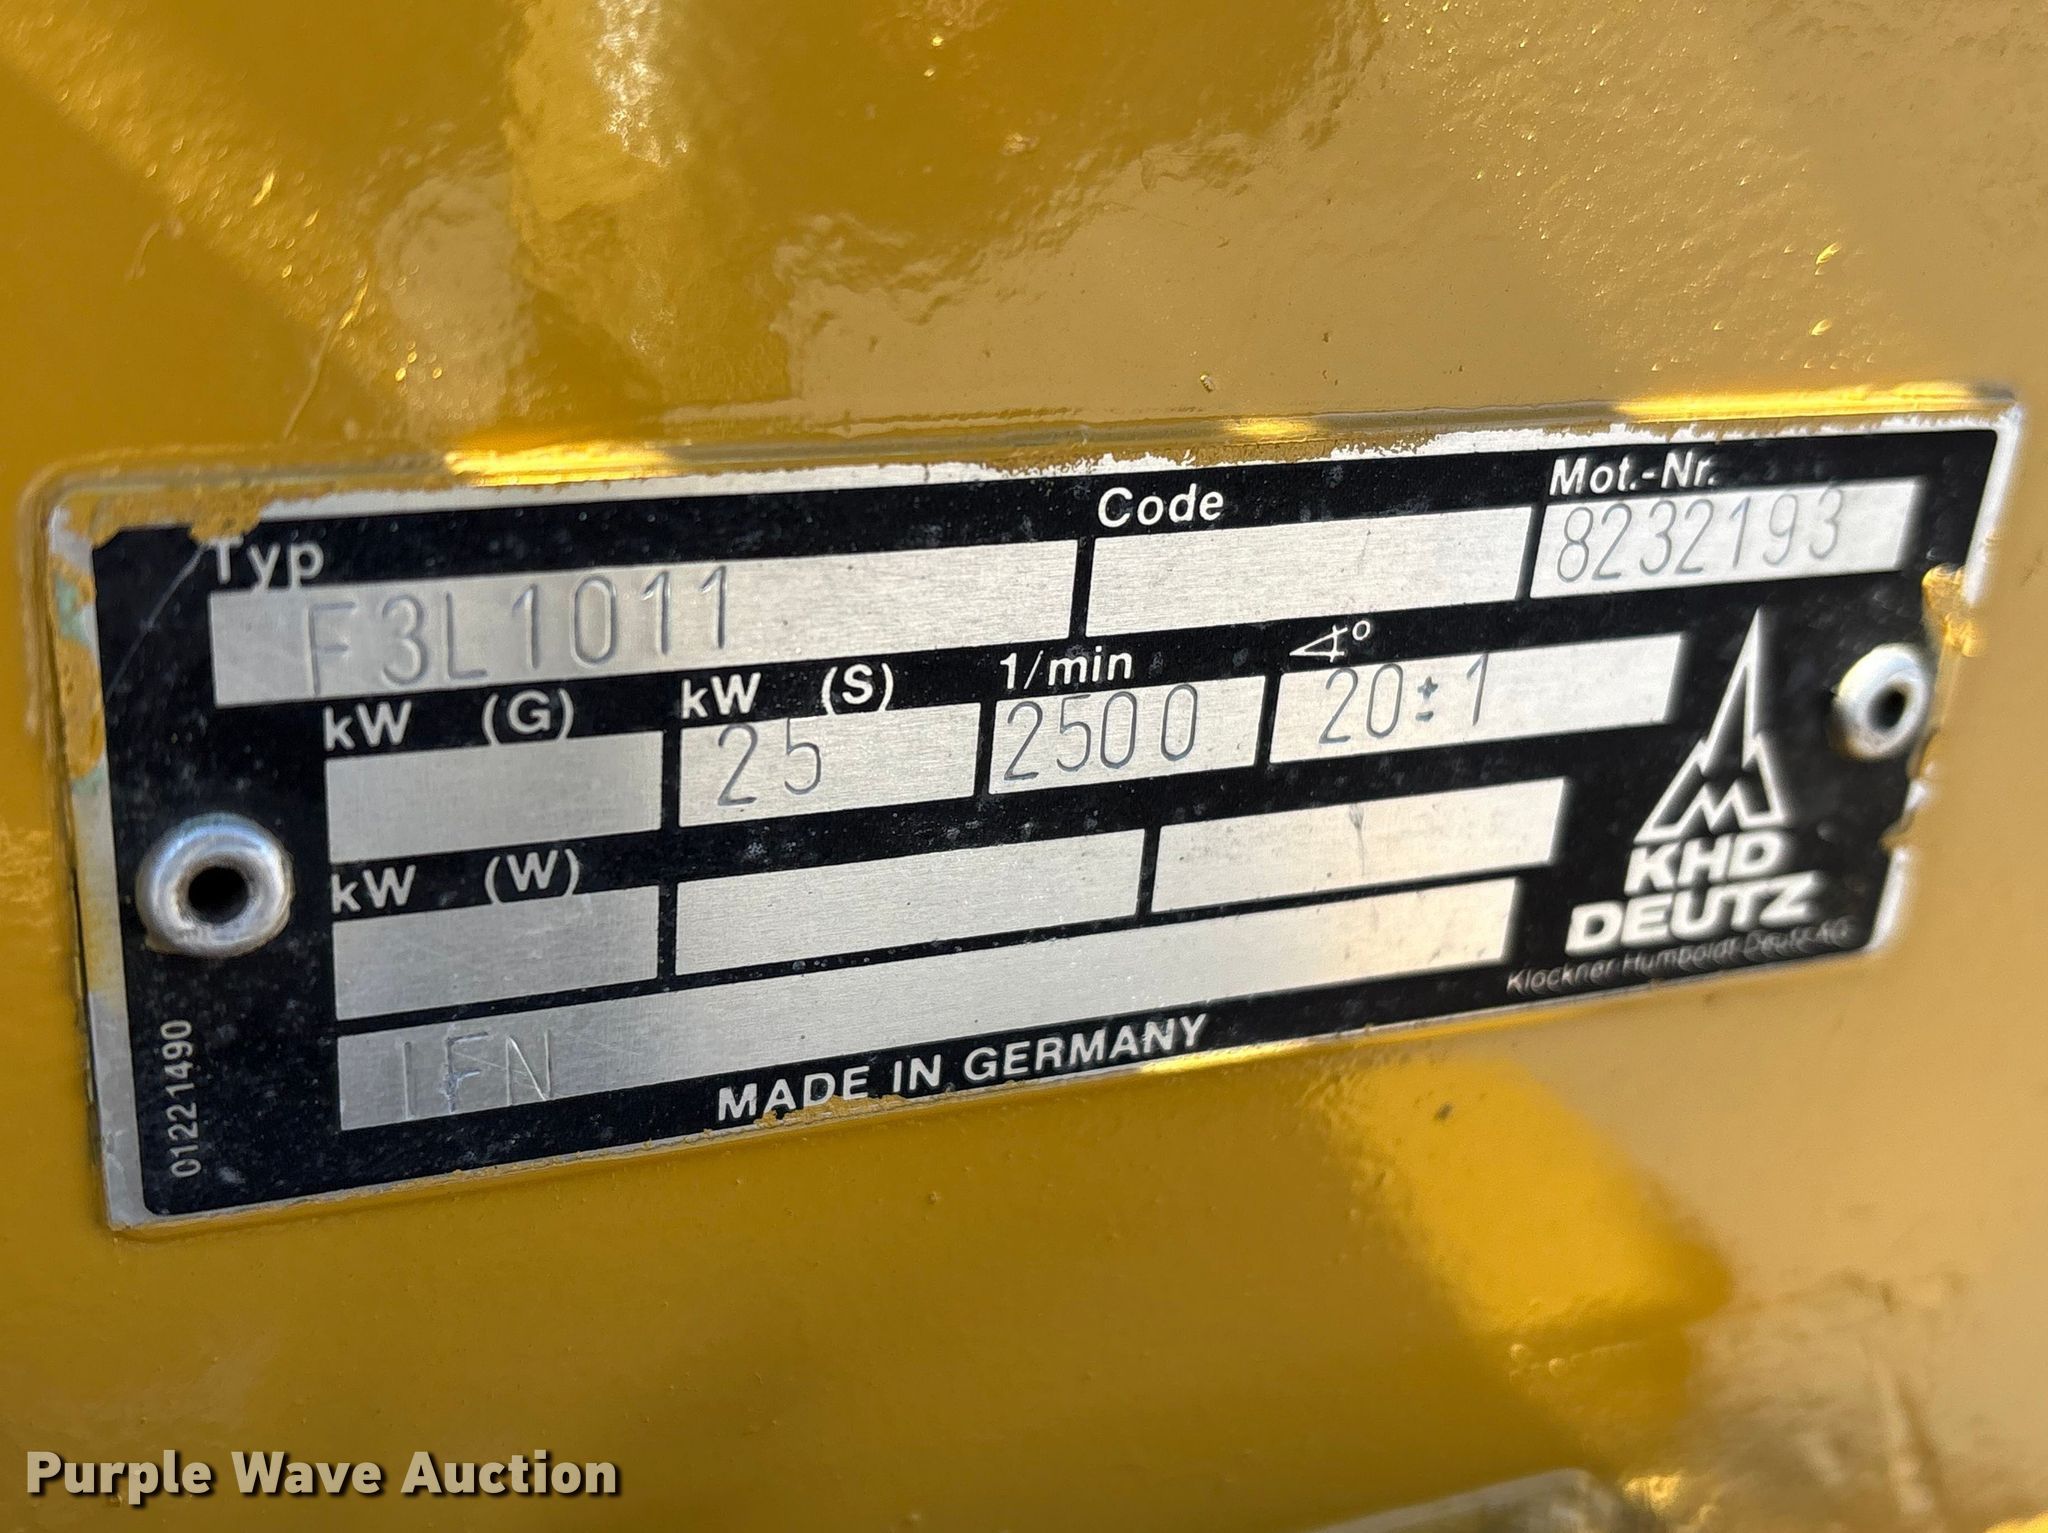 Typ Code Mot.-Nr.
F3L1011 8232193
kW (G) kW (S) 1/min ∢°
25 2500 20±1
kW (W)
IFN
MADE IN GERMANY
KHD
DEUTZ
Klöckner-Humboldt-Deutz AG
01221490
Purple Wave Auction